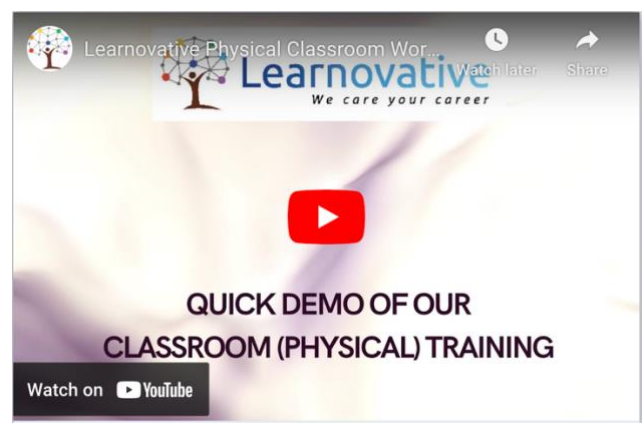 Learnovative Physical Classroom Wor...
Watch later
Share
Learnovative
We care your career
QUICK DEMO OF OUR
CLASSROOM (PHYSICAL) TRAINING
Watch on YouTube